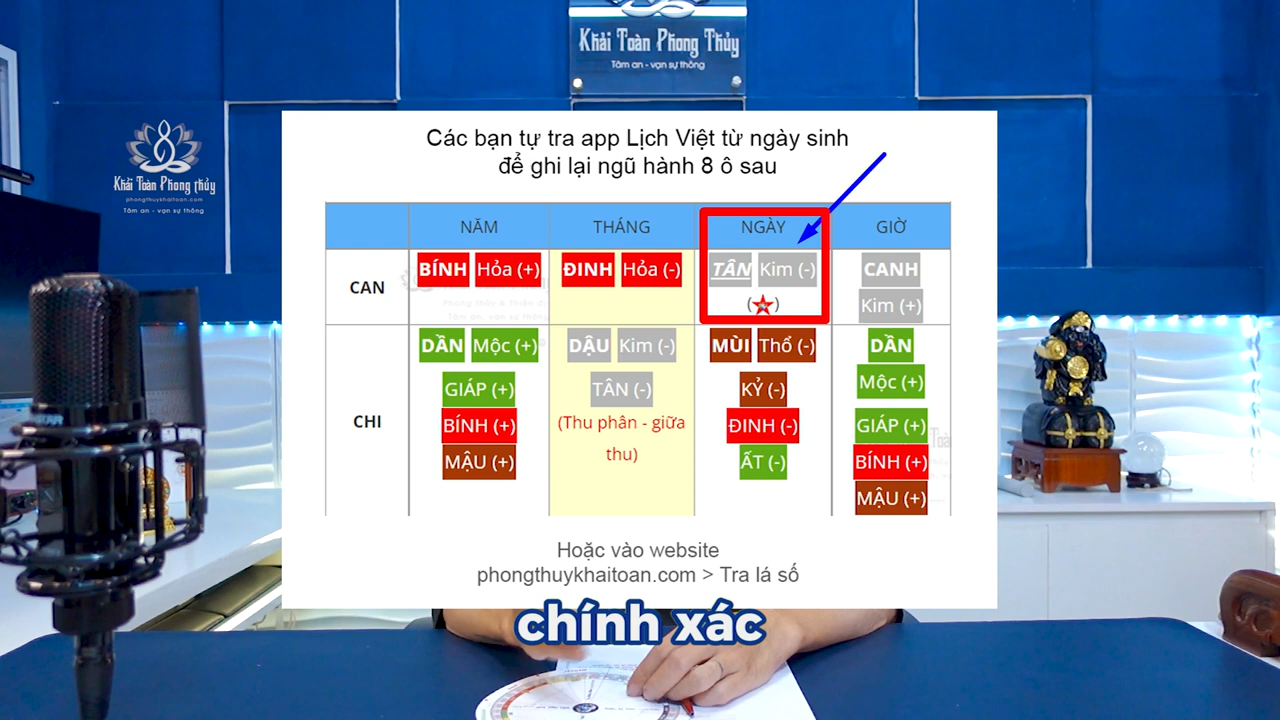 Khải Toàn Phong Thủy
Tâm an - vạn sự thông
Khải Toàn Phong thủy
phongthuykhaitoan.com
Tâm an - vạn sự thông
Các bạn tự tra app Lịch Việt từ ngày sinh
để ghi lại ngũ hành 8 ô sau
NĂM THÁNG NGÀY GIỜ
CAN
BÍNH Hỏa (+)
ĐINH Hỏa (-)
TÂN Kim (-)
CANH
Kim (+)
CHI
DẦN Mộc (+)
GIÁP (+)
BÍNH (+)
MẬU (+)
DẬU Kim (-)
TÂN (-)
(Thu phân - giữa
thu)
MÙI Thổ (-)
KỶ (-)
ĐINH (-)
ẤT (-)
DẦN
Mộc (+)
GIÁP (+)
BÍNH (+)
MẬU (+)
Hoặc vào website
phongthuykhaitoan.com > Tra lá số
chính xác